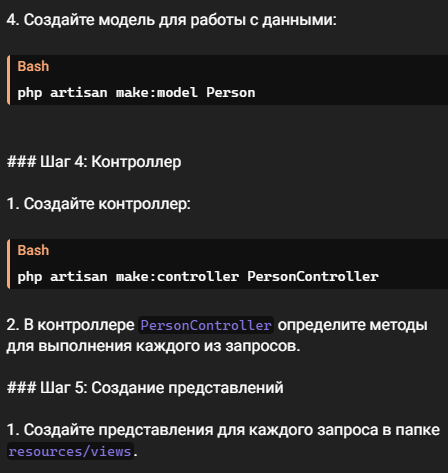 4. Создайте модель для работы с данными:
Bash
php artisan make:model Person
### Шаг 4: Контроллер
1. Создайте контроллер:
Bash
php artisan make:controller PersonController
2. В контроллере PersonController определите методы
для выполнения каждого из запросов.
### Шаг 5: Создание представлений
1. Создайте представления для каждого запроса в папке
resources/views.